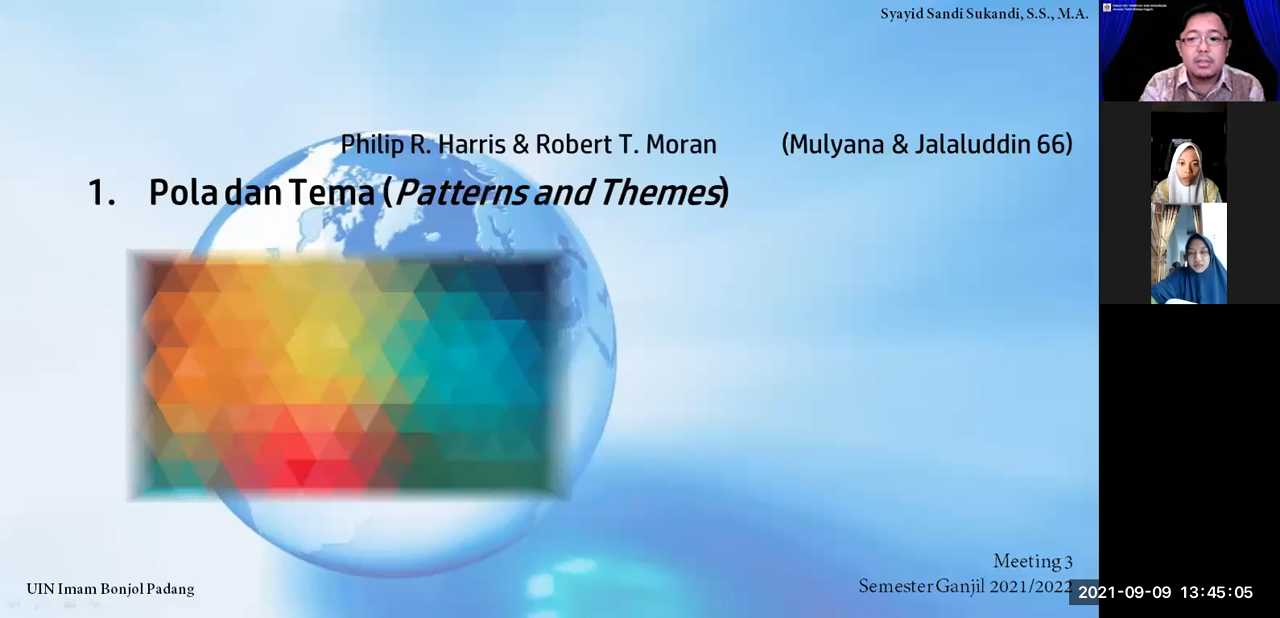 Syayid Sandi Sukandi, S.S., M.A.
Philip R. Harris & Robert T. Moran (Mulyana & Jalaluddin 66)
1. Pola dan Tema (Patterns and Themes)
Meeting 3
Semester Ganjil 2021/2022
UIN Imam Bonjol Padang
2021-09-09 13:45:05